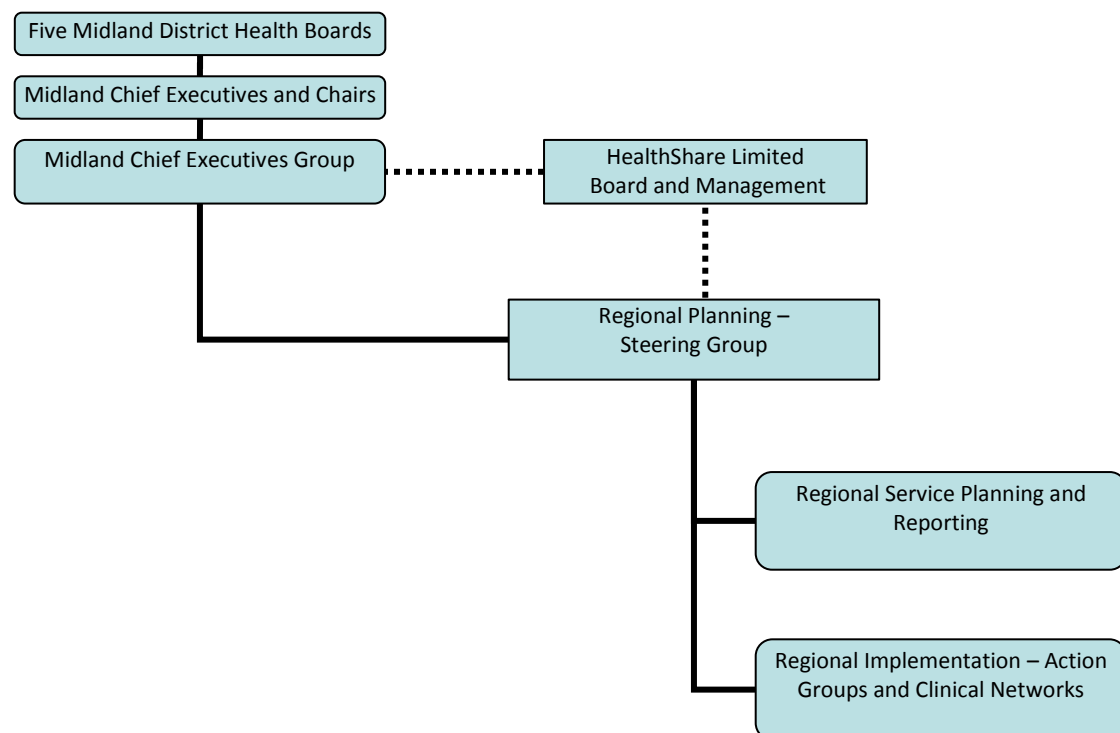 Five Midland District Health Boards
Midland Chief Executives and Chairs
Midland Chief Executives Group
HealthShare Limited
Board and Management
Regional Planning –
Steering Group
Regional Service Planning and
Reporting
Regional Implementation – Action
Groups and Clinical Networks